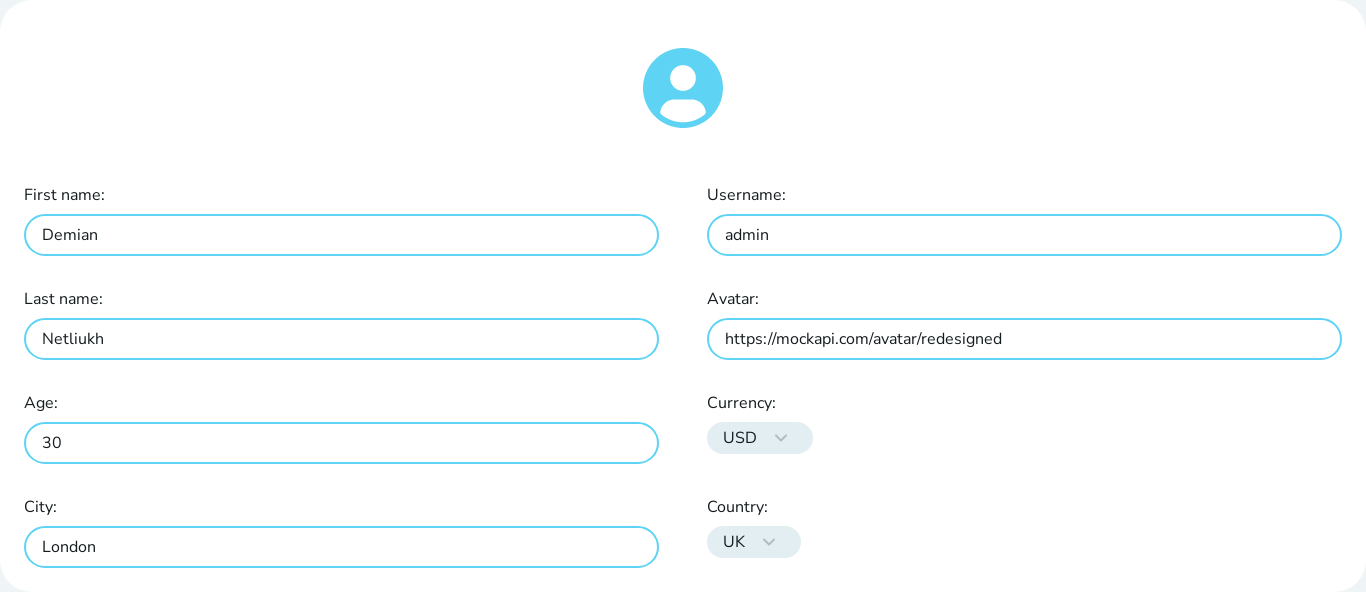 First name:
Demian
Last name:
Netliukh
Age:
30
City:
London
Username:
admin
Avatar:
https://mockapi.com/avatar/redesigned
Currency:
USD
Country:
UK